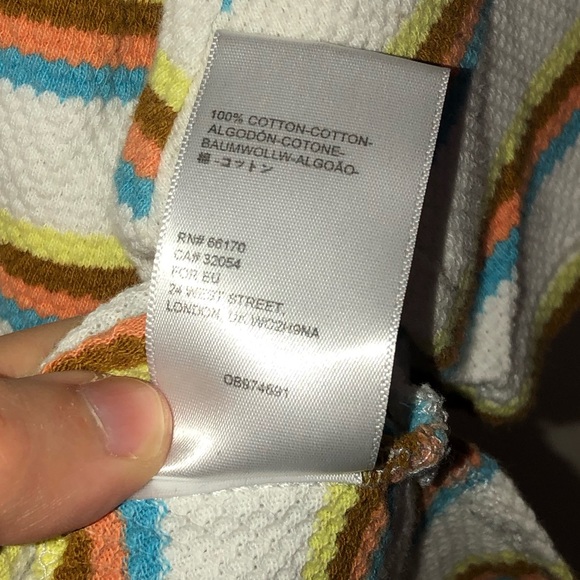 100% COTTON-COTTON-
ALGODÓN-COTONE-
BAUMWOLLW-ALGOÃO-
綿 -コットン
RN# 66170
CA# 32054
FOR EU
24 WEST STREET,
LONDON, UK WC2H9NA
OB974691